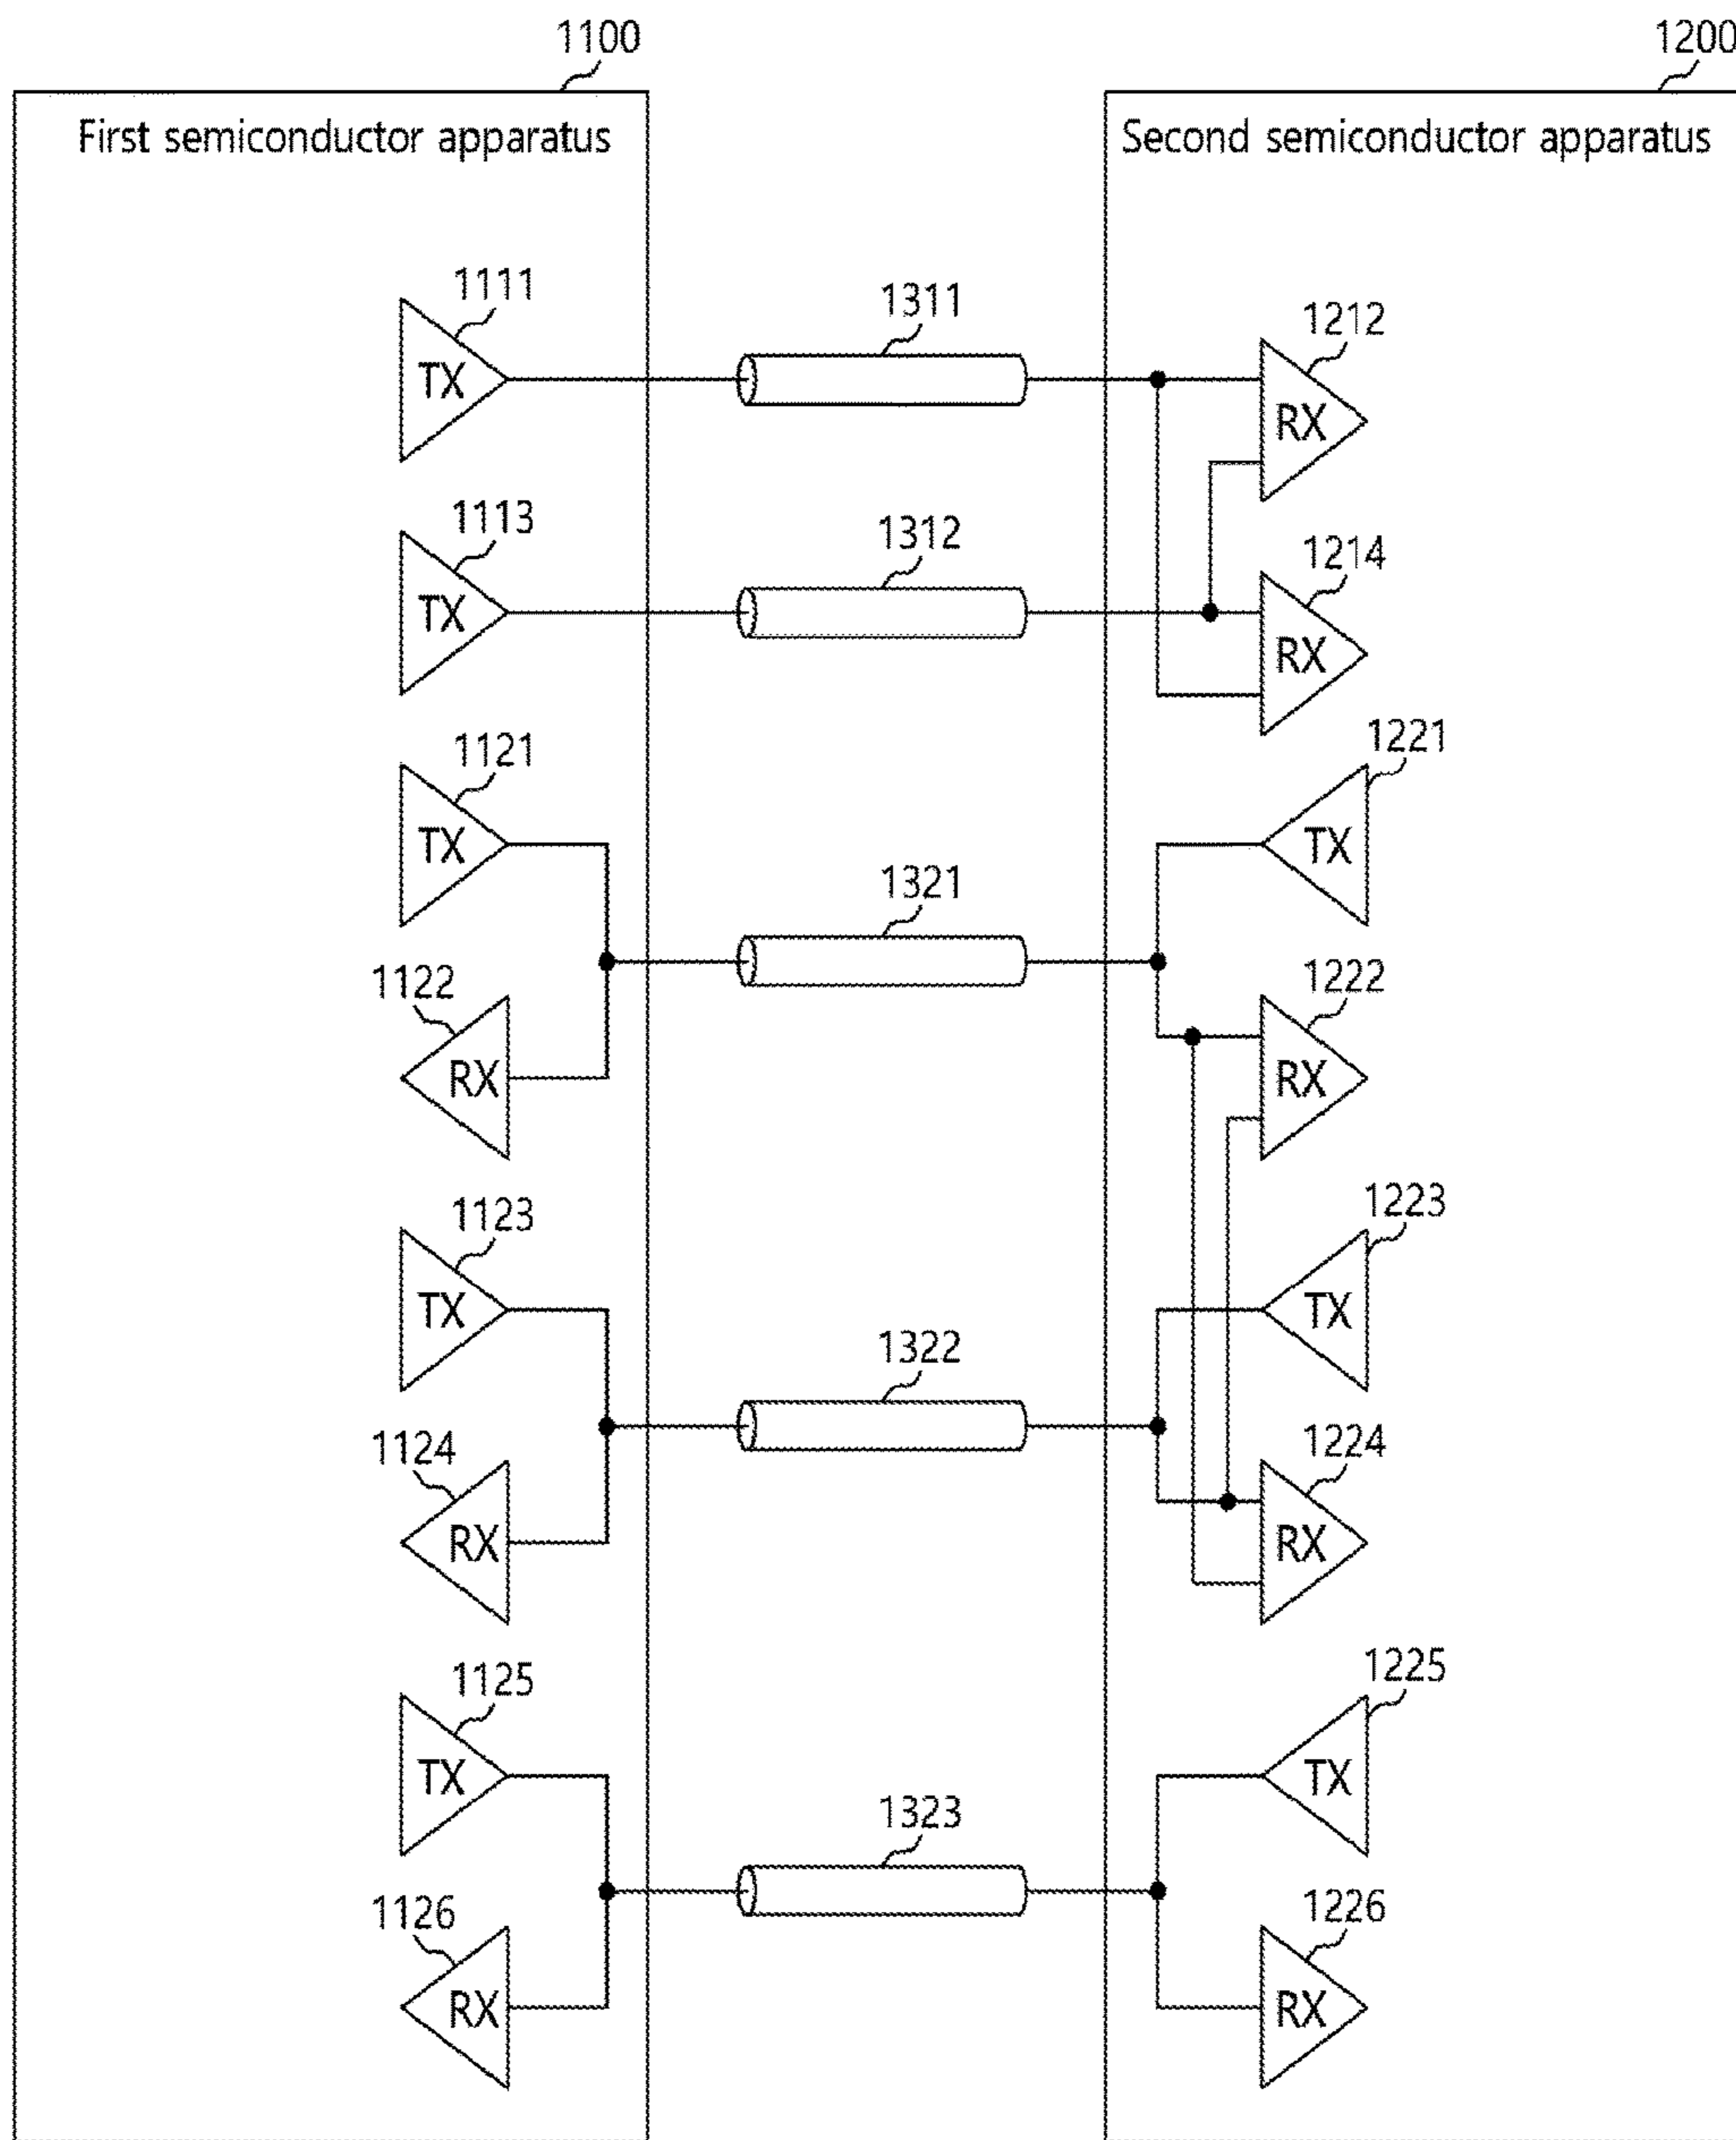 1100
1200
First semiconductor apparatus
Second semiconductor apparatus
1111
TX
1311
1212
RX
1113
TX
1312
1214
RX
1121
TX
1221
TX
1321
1122
RX
1222
RX
1123
TX
1223
TX
1322
1124
RX
1224
RX
1125
TX
1225
TX
1323
1126
RX
1226
RX